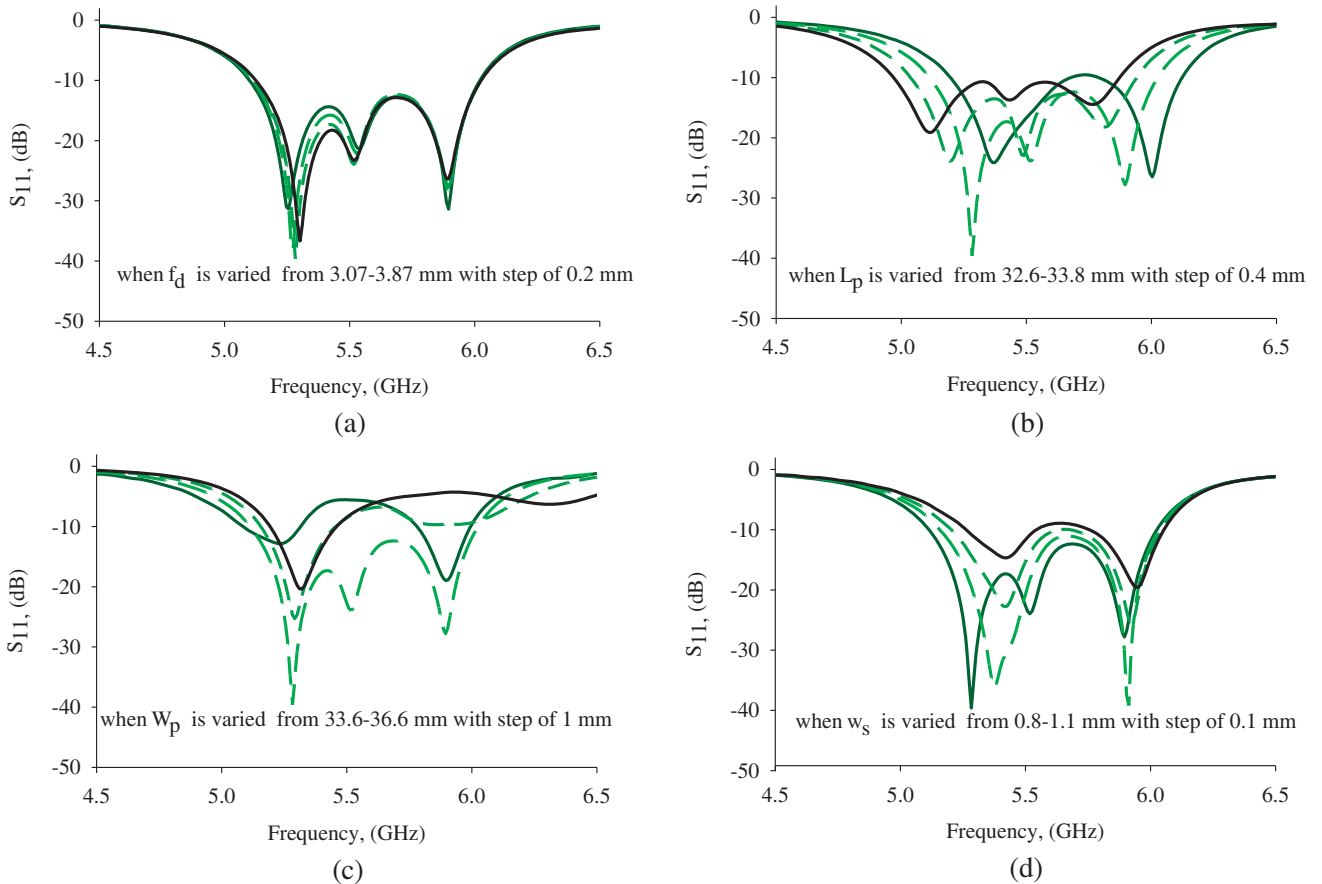 0
-10
-20
-30
-40
-50
S11, (dB)
when fd is varied from 3.07-3.87 mm with step of 0.2 mm
4.5 5.0 5.5 6.0 6.5
Frequency, (GHz)
(a)
0
-10
-20
-30
-40
-50
S11, (dB)
when Lp is varied from 32.6-33.8 mm with step of 0.4 mm
4.5 5.0 5.5 6.0 6.5
Frequency, (GHz)
(b)
0
-10
-20
-30
-40
-50
S11, (dB)
when Wp is varied from 33.6-36.6 mm with step of 1 mm
4.5 5.0 5.5 6.0 6.5
Frequency, (GHz)
(c)
0
-10
-20
-30
-40
-50
S11, (dB)
when ws is varied from 0.8-1.1 mm with step of 0.1 mm
4.5 5.0 5.5 6.0 6.5
Frequency, (GHz)
(d)